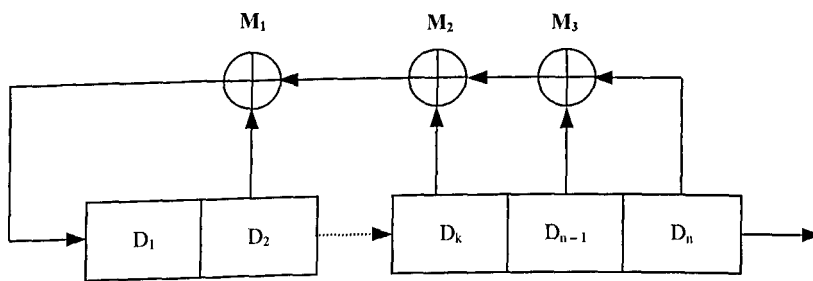 M₁ M₂ M₃
D₁ D₂ Dₖ Dₙ₋₁ Dₙ